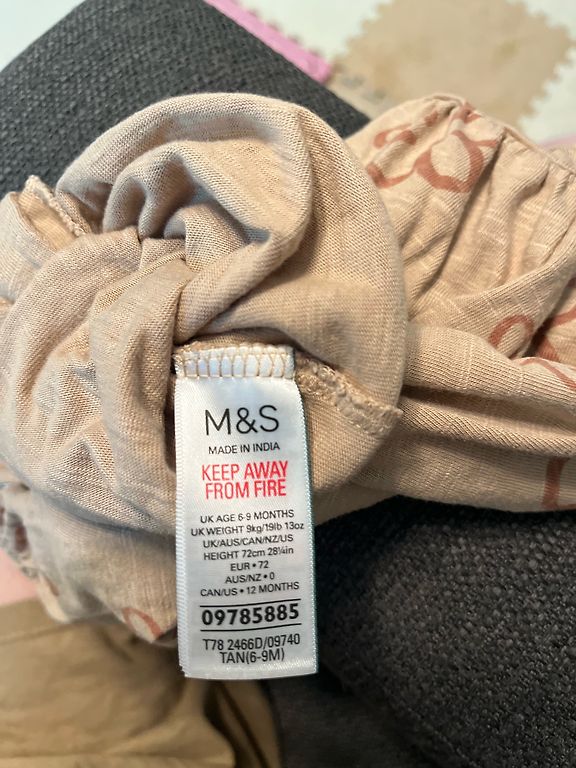 M&S
MADE IN INDIA
KEEP AWAY
FROM FIRE
UK AGE 6-9 MONTHS
UK WEIGHT 9kg/19lb 13oz
UK/AUS/CAN/NZ/US
HEIGHT 72cm 28¼in
EUR • 72
AUS/NZ • 0
CAN/US • 12 MONTHS
09785885
T78 2466D/09740
TAN(6-9M)